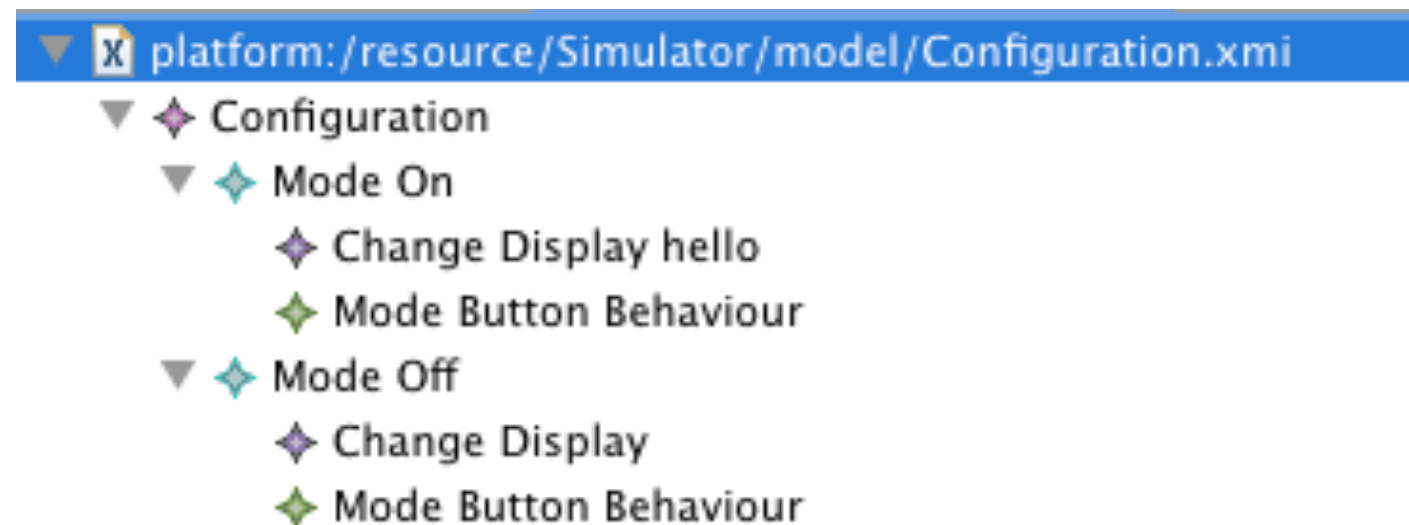 platform:/resource/Simulator/model/Configuration.xmi
Configuration
Mode On
Change Display hello
Mode Button Behaviour
Mode Off
Change Display
Mode Button Behaviour